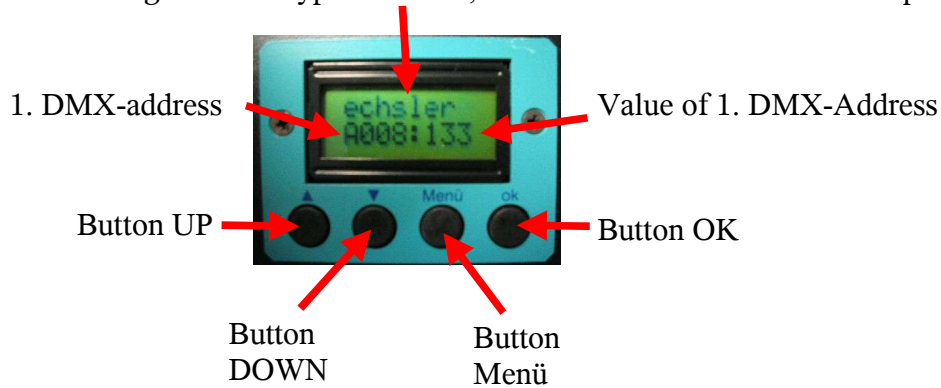 echsler
1. DMX-address
A008:133
Value of 1. DMX-Address
▲ ▼ Menü ok
Button UP
Button OK
Button
DOWN
Button
Menü